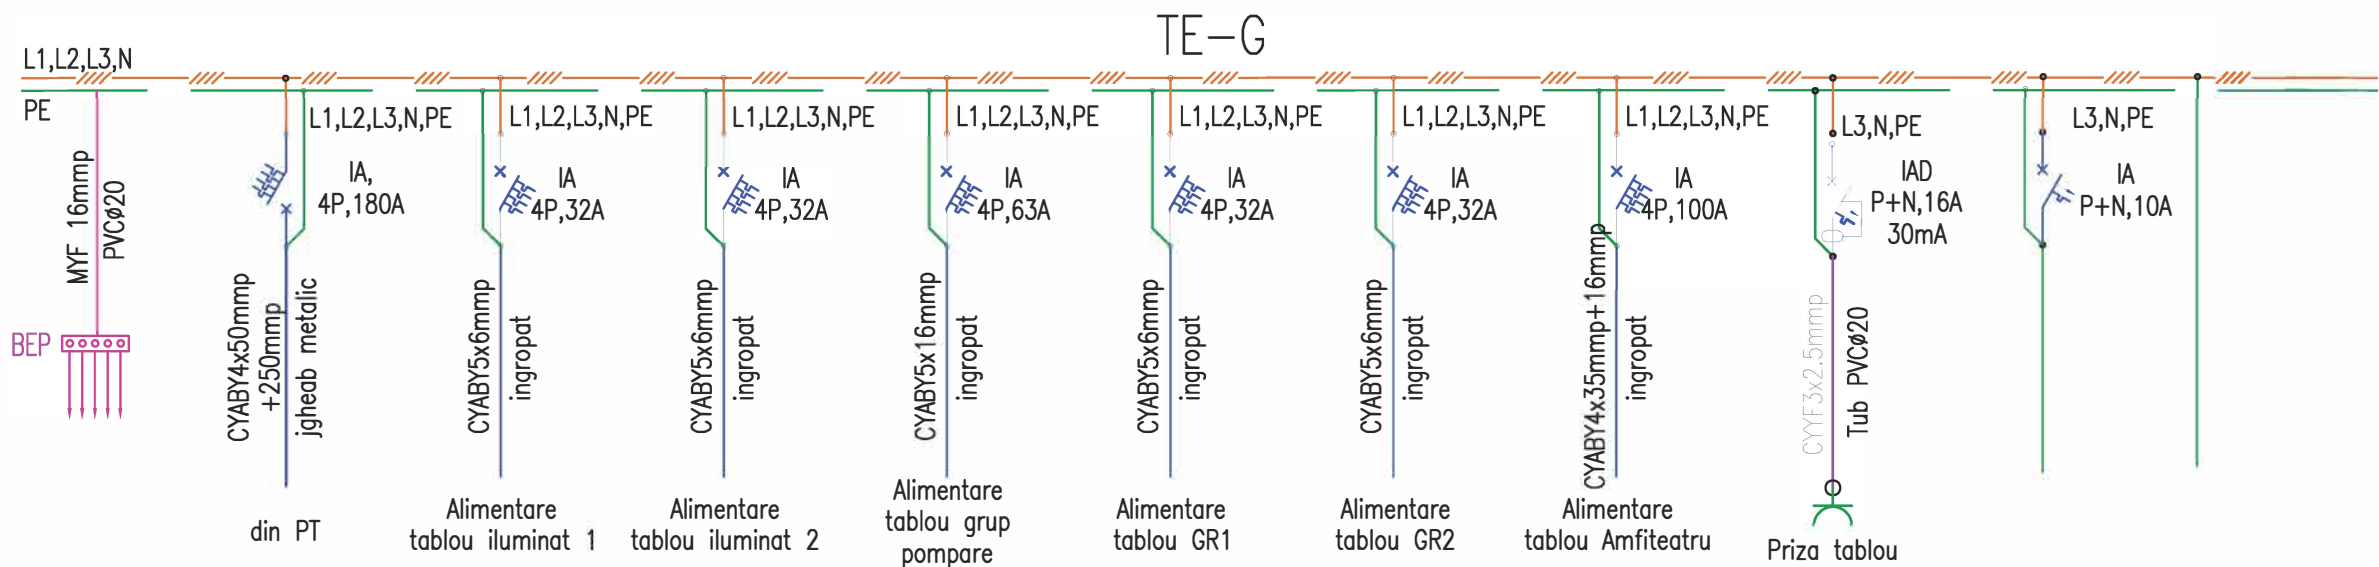 TE-G
L1,L2,L3,N
PE
MYF 16mmp
PVCø20
BEP
L1,L2,L3,N,PE
IA,
4P,180A
CYABY4x50mmp
+250mmp
jgheab metalic
din PT
L1,L2,L3,N,PE
IA
4P,32A
CYABY5x6mmp
ingropat
Alimentare
tablou iluminat 1
L1,L2,L3,N,PE
IA
4P,32A
CYABY5x6mmp
ingropat
Alimentare
tablou iluminat 2
L1,L2,L3,N,PE
IA
4P,63A
CYABY5x16mmp
ingropat
Alimentare
tablou grup
pompare
L1,L2,L3,N,PE
IA
4P,32A
CYABY5x6mmp
ingropat
Alimentare
tablou GR1
L1,L2,L3,N,PE
IA
4P,32A
CYABY5x6mmp
ingropat
Alimentare
tablou GR2
L1,L2,L3,N,PE
IA
4P,100A
CYABY4x35mmp+16mmp
ingropat
Alimentare
tablou Amfiteatru
L3,N,PE
IAD
P+N,16A
30mA
CYYF3x2.5mmp
Tub PVCø20
Priza tablou
L3,N,PE
IA
P+N,10A